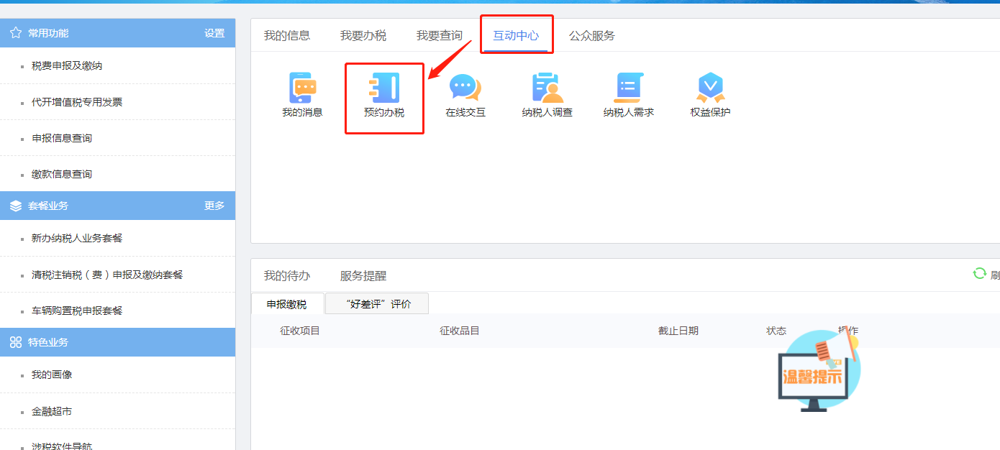 常用功能 设置
税费申报及缴纳
代开增值税专用发票
申报信息查询
缴款信息查询
套餐业务 更多
新办纳税人业务套餐
清税注销税（费）申报及缴纳套餐
车辆购置税申报套餐
特色业务
我的画像
金融超市
涉税软件导航
我的信息 我要办税 我要查询 互动中心 公众服务
我的消息 预约办税 在线交互 纳税人调查 纳税人需求 权益保护
我的待办 服务提醒 刷
申报缴税 “好差评”评价
征收项目 征收品目 截止日期 状态 操作
温馨提示